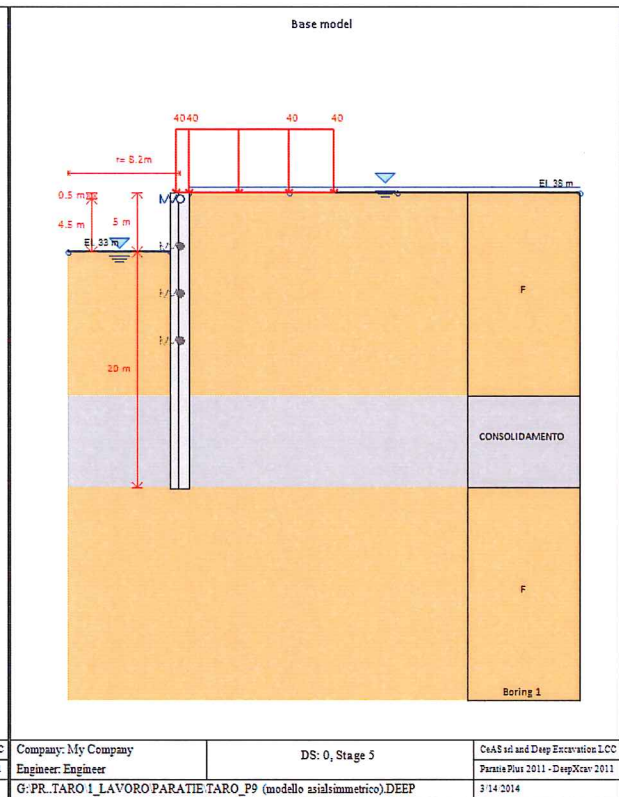 Base model
4040 40 40
r= 8.2m
El. 38 m
0.5 m
4.5 m
5 m
El. 33 m
F
20 m
CONSOLIDAMENTO
F
Boring 1
Company: My Company
DS: 0, Stage 5
CeAS srl and Deep Excavation LCC
Engineer: Engineer
Paratie Plus 2011 - DeepXcav 2011
G:\PR..TARO\1_LAVORO\PARATIE\TARO_P9 (modello asialsimmetrico).DEEP
3/14/2014